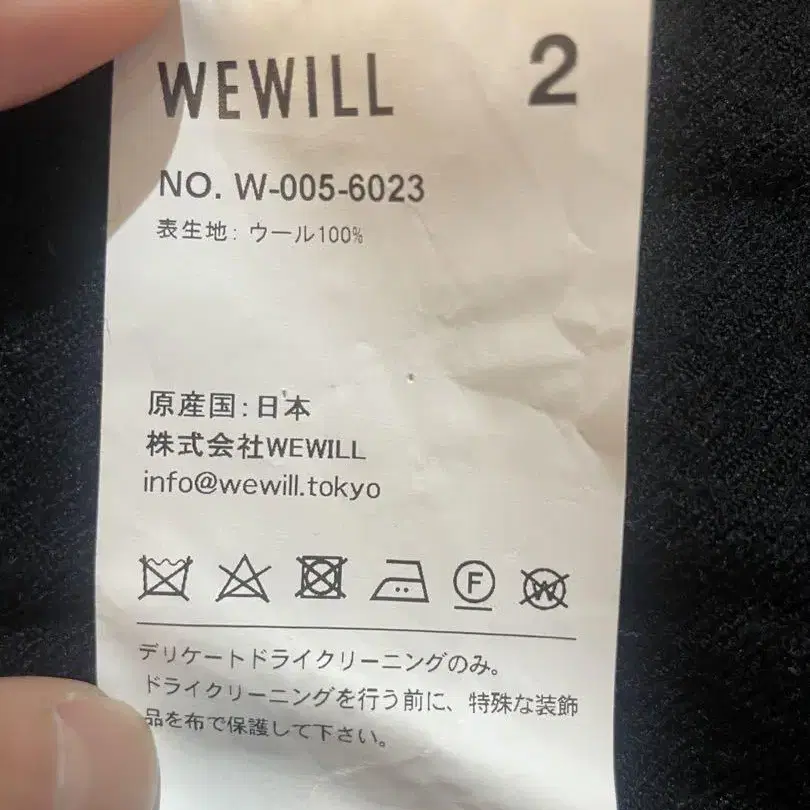 WEWILL 2
NO. W-005-6023
表生地: ウール100%
原産国:日本
株式会社WEWILL
info@wewill.tokyo
F W
デリケートドライクリーニングのみ。
ドライクリーニングを行う前に、特殊な装飾
品を布で保護して下さい。